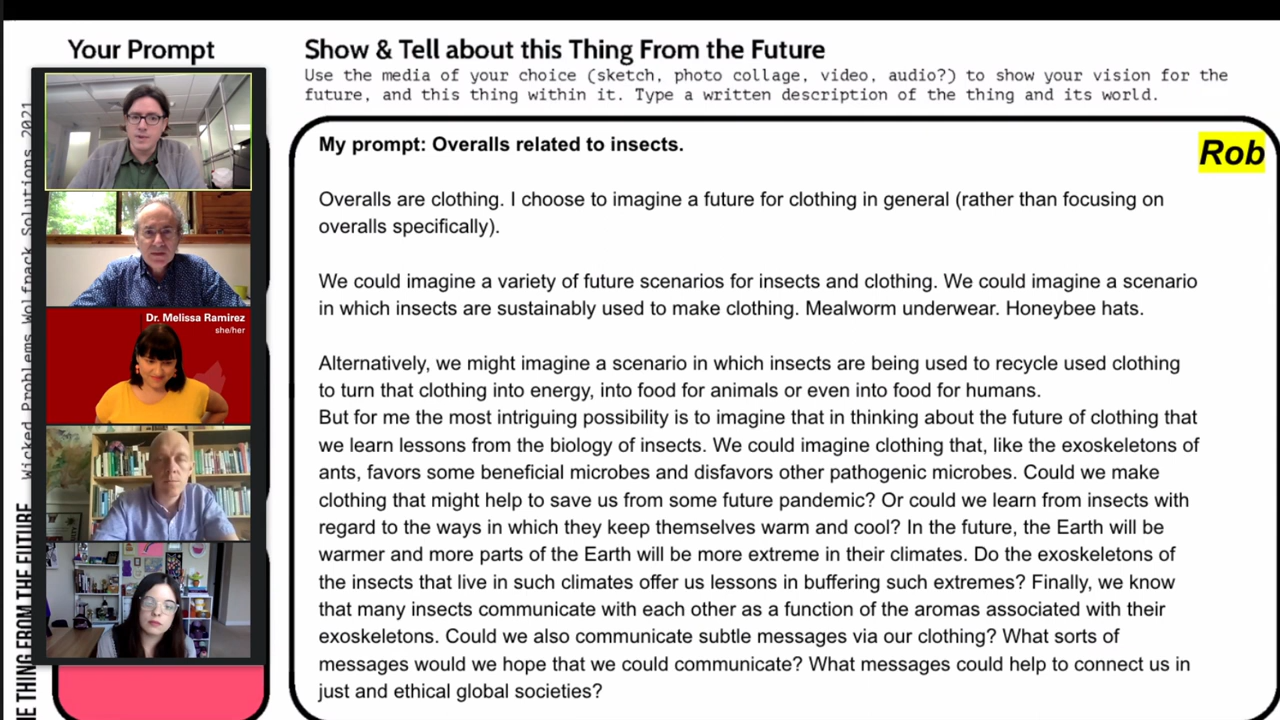 Your Prompt
Show & Tell about this Thing From the Future
Use the media of your choice (sketch, photo collage, video, audio?) to show your vision for the
future, and this thing within it. Type a written description of the thing and its world.
My prompt: Overalls related to insects.
Rob
Overalls are clothing. I choose to imagine a future for clothing in general (rather than focusing on
overalls specifically).
We could imagine a variety of future scenarios for insects and clothing. We could imagine a scenario
in which insects are sustainably used to make clothing. Mealworm underwear. Honeybee hats.
Alternatively, we might imagine a scenario in which insects are being used to recycle used clothing
to turn that clothing into energy, into food for animals or even into food for humans.
But for me the most intriguing possibility is to imagine that in thinking about the future of clothing that
we learn lessons from the biology of insects. We could imagine clothing that, like the exoskeletons of
ants, favors some beneficial microbes and disfavors other pathogenic microbes. Could we make
clothing that might help to save us from some future pandemic? Or could we learn from insects with
regard to the ways in which they keep themselves warm and cool? In the future, the Earth will be
warmer and more parts of the Earth will be more extreme in their climates. Do the exoskeletons of
the insects that live in such climates offer us lessons in buffering such extremes? Finally, we know
that many insects communicate with each other as a function of the aromas associated with their
exoskeletons. Could we also communicate subtle messages via our clothing? What sorts of
messages would we hope that we could communicate? What messages could help to connect us in
just and ethical global societies?
Dr. Melissa Ramirez
she/her
THE THING FROM THE FUTURE
Wicked Problems Wolfpack Solutions 2021